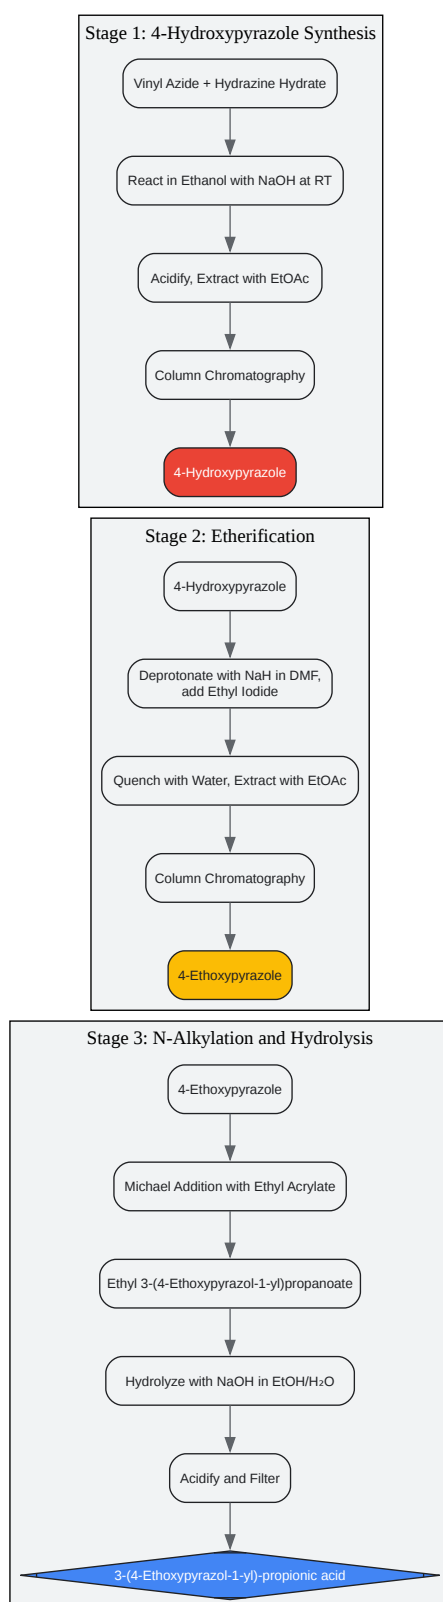 Stage 1: 4-Hydroxypyrazole Synthesis
Vinyl Azide + Hydrazine Hydrate
React in Ethanol with NaOH at RT
Acidify, Extract with EtOAc
Column Chromatography
4-Hydroxypyrazole
Stage 2: Etherification
4-Hydroxypyrazole
Deprotonate with NaH in DMF,
add Ethyl Iodide
Quench with Water, Extract with EtOAc
Column Chromatography
4-Ethoxypyrazole
Stage 3: N-Alkylation and Hydrolysis
4-Ethoxypyrazole
Michael Addition with Ethyl Acrylate
Ethyl 3-(4-Ethoxypyrazol-1-yl)propanoate
Hydrolyze with NaOH in EtOH/H₂O
Acidify and Filter
3-(4-Ethoxypyrazol-1-yl)-propionic acid